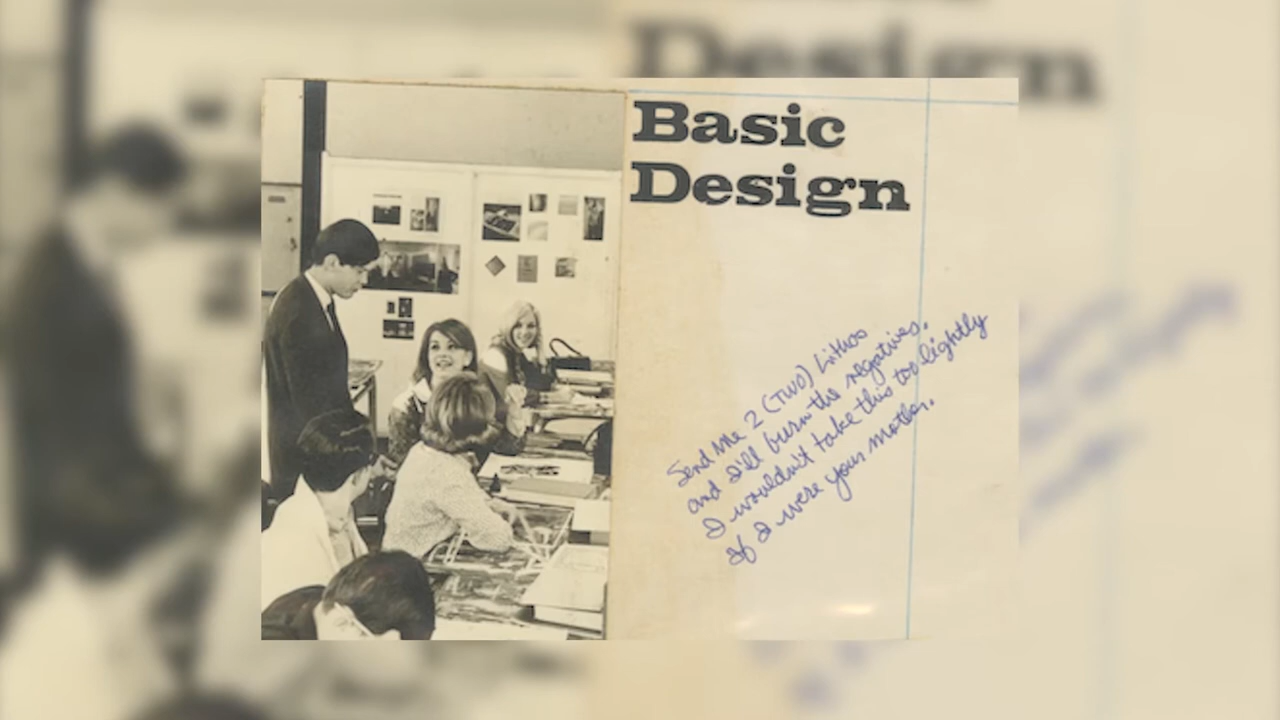 Basic
Design
Send me 2 (TWO) Lithos
and I'll burn the negatives.
I wouldn't take this too lightly
if I were your mother.